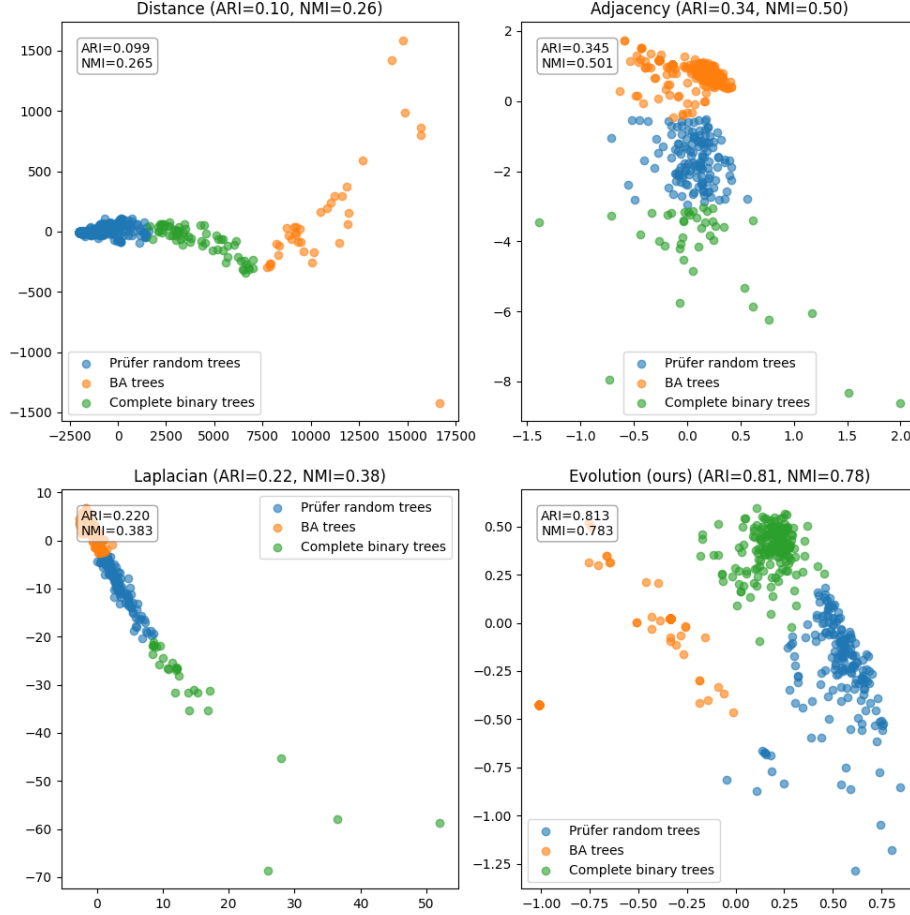 Distance (ARI=0.10, NMI=0.26)
ARI=0.099
NMI=0.265
1500
1000
500
0
−500
−1000
−1500
Prüfer random trees
BA trees
Complete binary trees
−2500
0
2500
5000
7500
10000
12500
15000
17500
Adjacency (ARI=0.34, NMI=0.50)
ARI=0.345
NMI=0.501
2
0
−2
−4
−6
−8
Prüfer random trees
BA trees
Complete binary trees
−1.5
−1.0
−0.5
0.0
0.5
1.0
1.5
2.0
Laplacian (ARI=0.22, NMI=0.38)
ARI=0.220
NMI=0.383
Prüfer random trees
BA trees
Complete binary trees
10
0
−10
−20
−30
−40
−50
−60
−70
0
10
20
30
40
50
Evolution (ours) (ARI=0.81, NMI=0.78)
ARI=0.813
NMI=0.783
0.50
0.25
0.00
−0.25
−0.50
−0.75
−1.00
−1.25
Prüfer random trees
BA trees
Complete binary trees
−1.00
−0.75
−0.50
−0.25
0.00
0.25
0.50
0.75